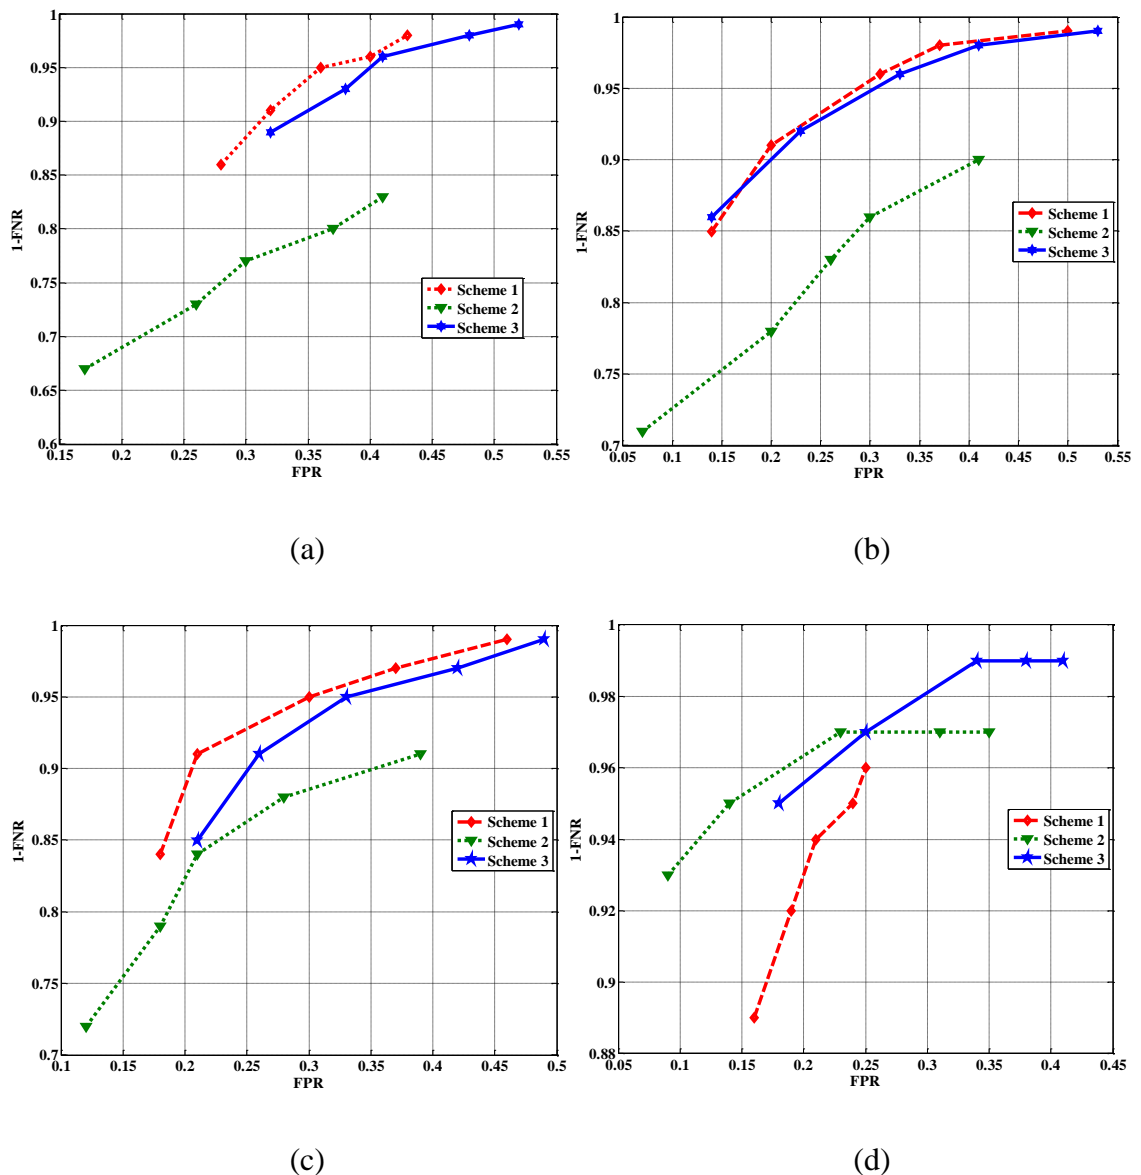 1
0.95
0.9
0.85
0.8
0.75
0.7
0.65
0.6
1-FNR
Scheme 1
Scheme 2
Scheme 3
0.15 0.2 0.25 0.3 0.35 0.4 0.45 0.5 0.55
FPR
(a)
1
0.95
0.9
0.85
0.8
0.75
0.7
1-FNR
Scheme 1
Scheme 2
Scheme 3
0.05 0.1 0.15 0.2 0.25 0.3 0.35 0.4 0.45 0.5 0.55
FPR
(b)
1
0.95
0.9
0.85
0.8
0.75
0.7
1-FNR
Scheme 1
Scheme 2
Scheme 3
0.1 0.15 0.2 0.25 0.3 0.35 0.4 0.45 0.5
FPR
(c)
1
0.98
0.96
0.94
0.92
0.9
0.88
1-FNR
Scheme 1
Scheme 2
Scheme 3
0.05 0.1 0.15 0.2 0.25 0.3 0.35 0.4 0.45
FPR
(d)